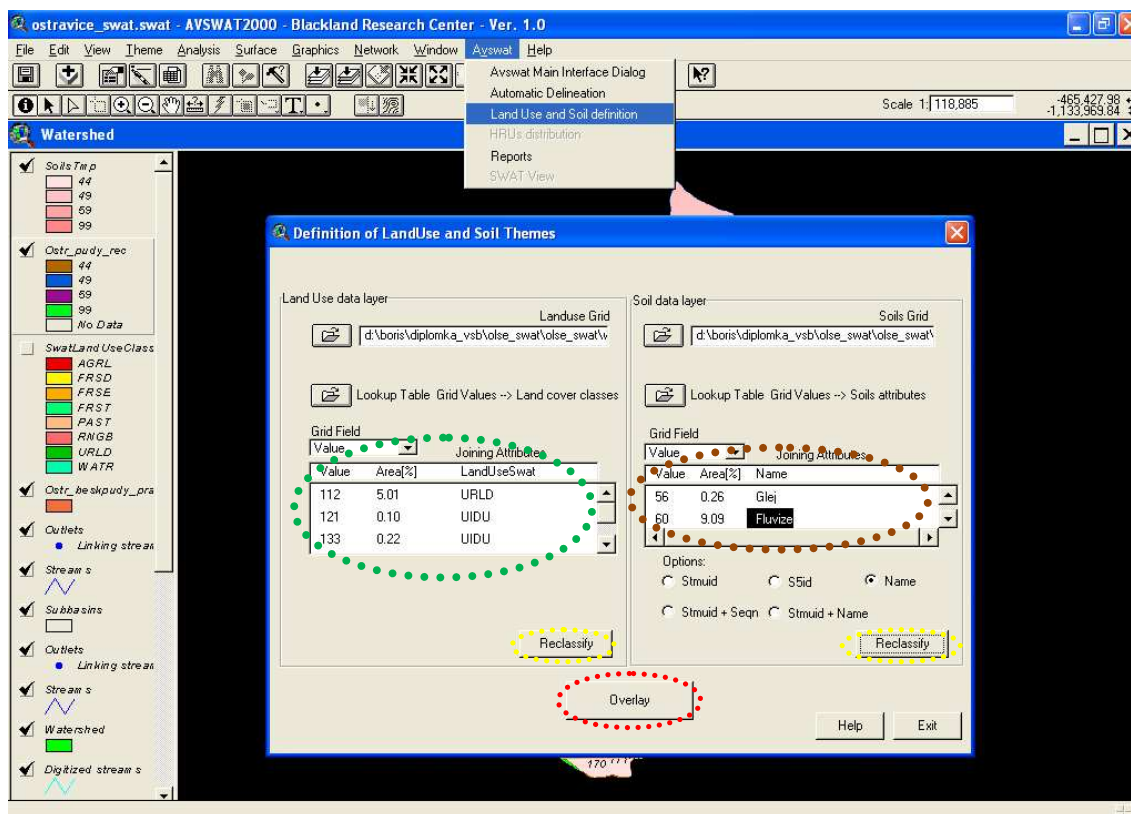 ostravice_swat.swat - AVSWAT2000 - Blackland Research Center - Ver. 1.0
File Edit View Theme Analysis Surface Graphics Network Window Avswat Help
Avswat Main Interface Dialog
Automatic Delineation
Land Use and Soil definition
HRUs distribution
Reports
SWAT View
Scale 1: 118,885
-465,427.98
-1,133,969.84
Watershed
SoilsTmp
44
49
59
99
Ostr_pudy_rec
44
49
59
99
No Data
SwatLandUseClass
AGRL
FRSD
FRSE
FRST
PAST
RNGB
URLD
WATR
Ostr_beskpudy_pra
Outlets
Linking stream
Streams
Subbasins
Outlets
Linking stream
Streams
Watershed
Digitized streams
Definition of LandUse and Soil Themes
Land Use data layer
Landuse Grid
d:\boris\diplomka_vsb\olse_swat\olse_swat\w
Lookup Table Grid Values --> Land cover classes
Grid Field
Value
Joining Attributes
Value Area[%] LandUseSwat
112 5.01 URLD
121 0.10 UIDU
133 0.22 UIDU
Reclassify
Soil data layer
Soils Grid
d:\boris\diplomka_vsb\olse_swat\olse_swat\
Lookup Table Grid Values --> Soils attributes
Grid Field
Value
Joining Attributes
Value Area[%] Name
56 0.26 Glej
60 9.09 Fluvize
Options:
Stmuid S5id Name
Stmuid + Seqn Stmuid + Name
Reclassify
Overlay
Help Exit
170